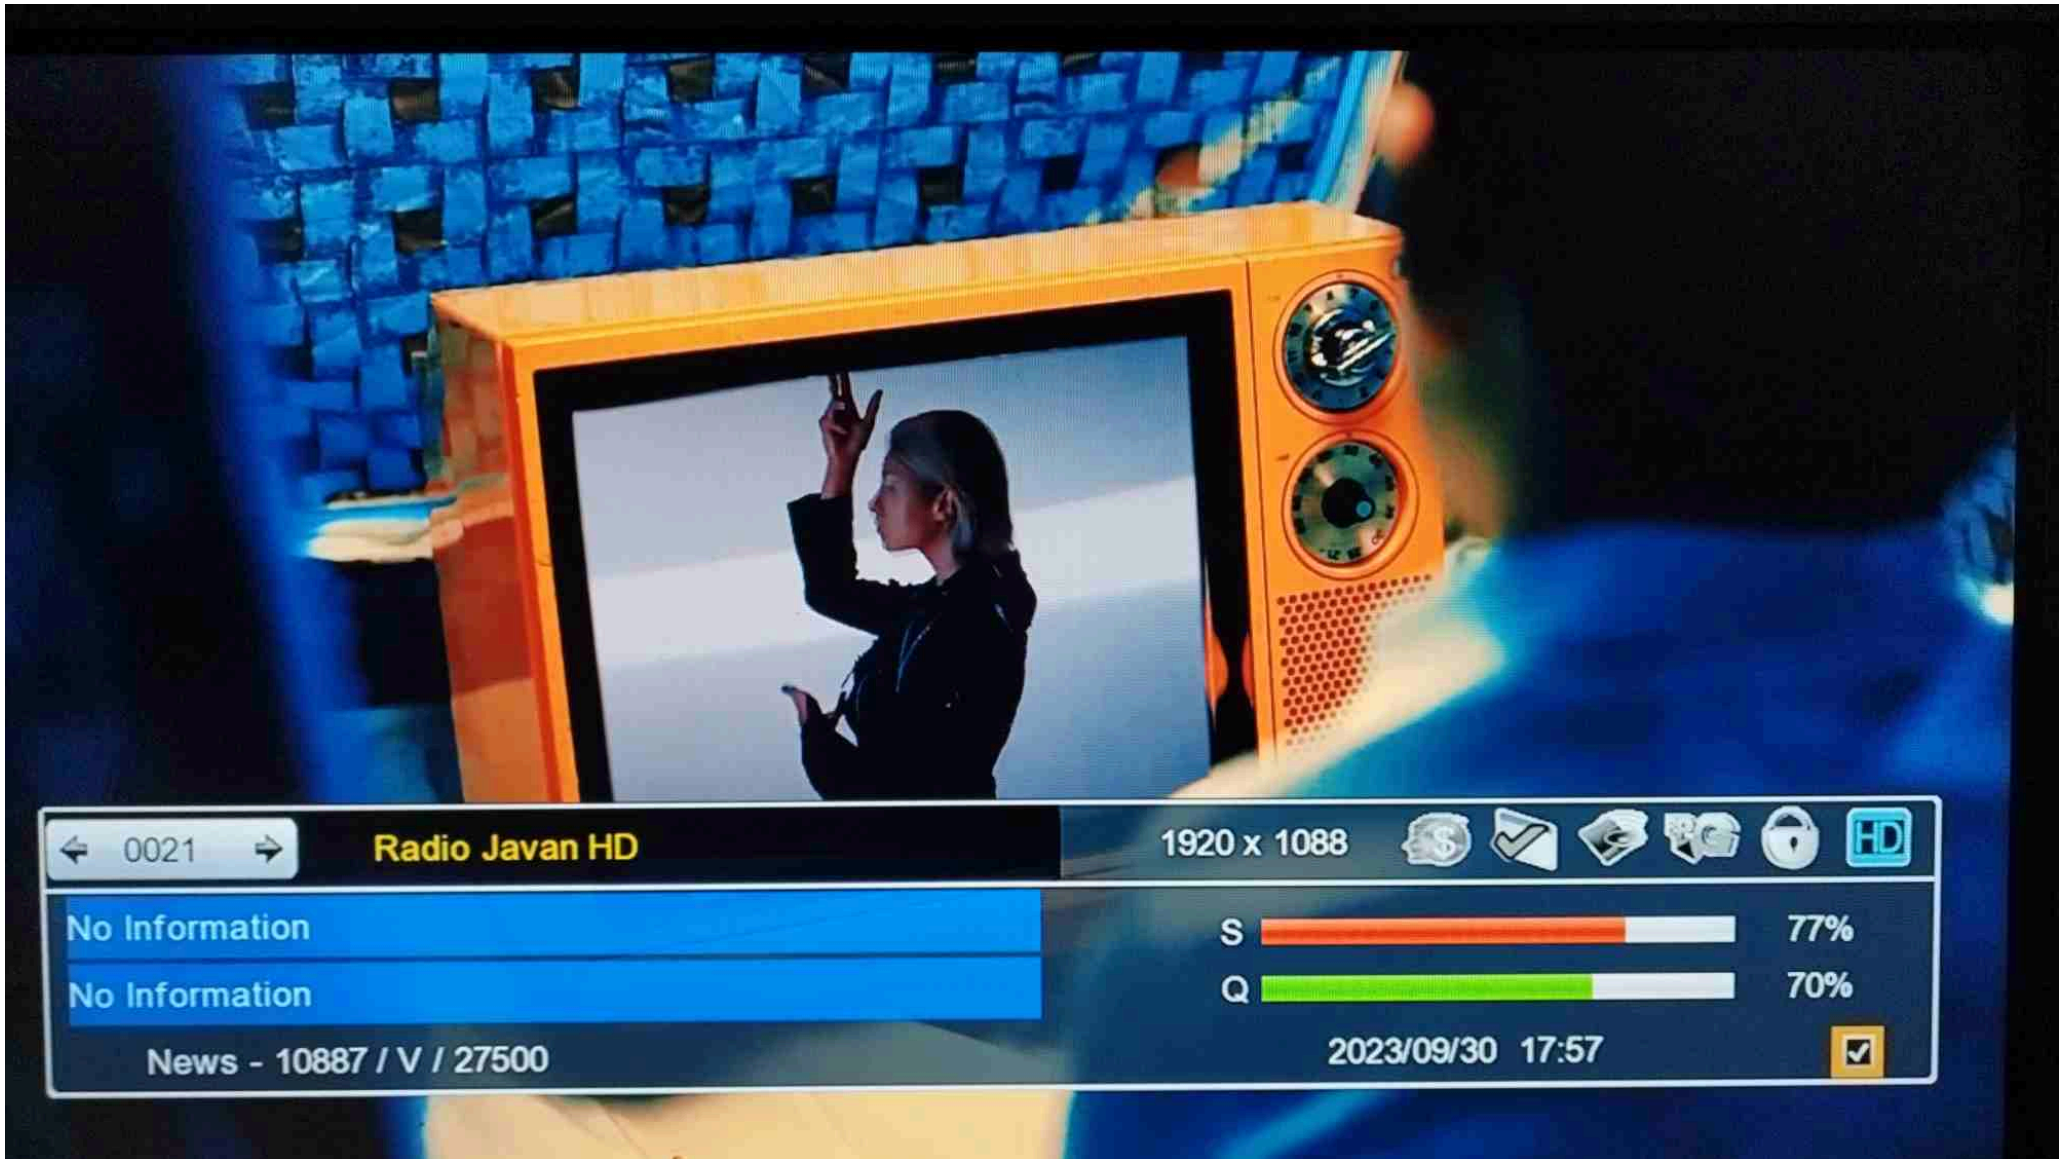 0021
Radio Javan HD
1920 x 1088
HD
No Information
No Information
S
77%
Q
70%
News - 10887 / V / 27500
2023/09/30 17:57